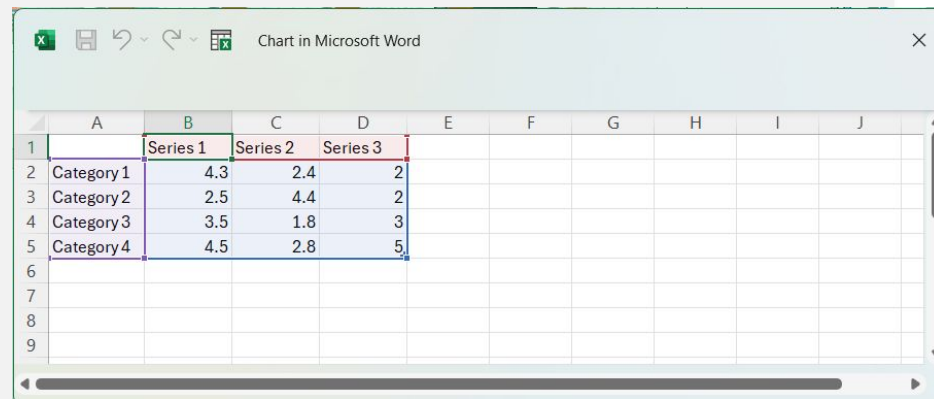 Chart in Microsoft Word
A B C D E F G H I J
1 Series 1 Series 2 Series 3
2 Category 1 4.3 2.4 2
3 Category 2 2.5 4.4 2
4 Category 3 3.5 1.8 3
5 Category 4 4.5 2.8 5
6
7
8
9